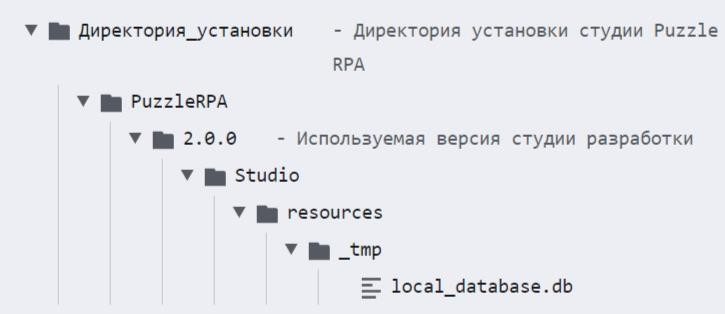 Директория_установки - Директория установки студии Puzzle
RPA
PuzzleRPA
2.0.0 - Используемая версия студии разработки
Studio
resources
_tmp
local_database.db